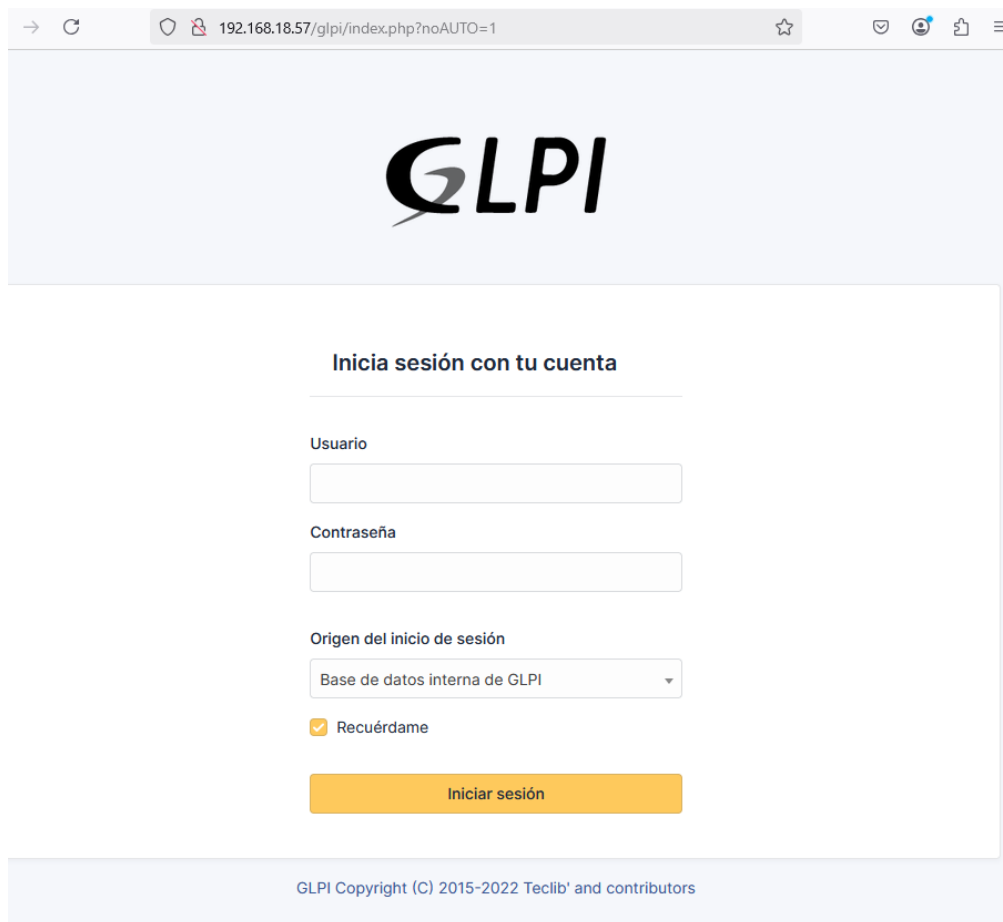 192.168.18.57/glpi/index.php?noAUTO=1
GLPI
Inicia sesión con tu cuenta
Usuario
Contraseña
Origen del inicio de sesión
Base de datos interna de GLPI
Recuérdame
Iniciar sesión
GLPI Copyright (C) 2015-2022 Teclib' and contributors